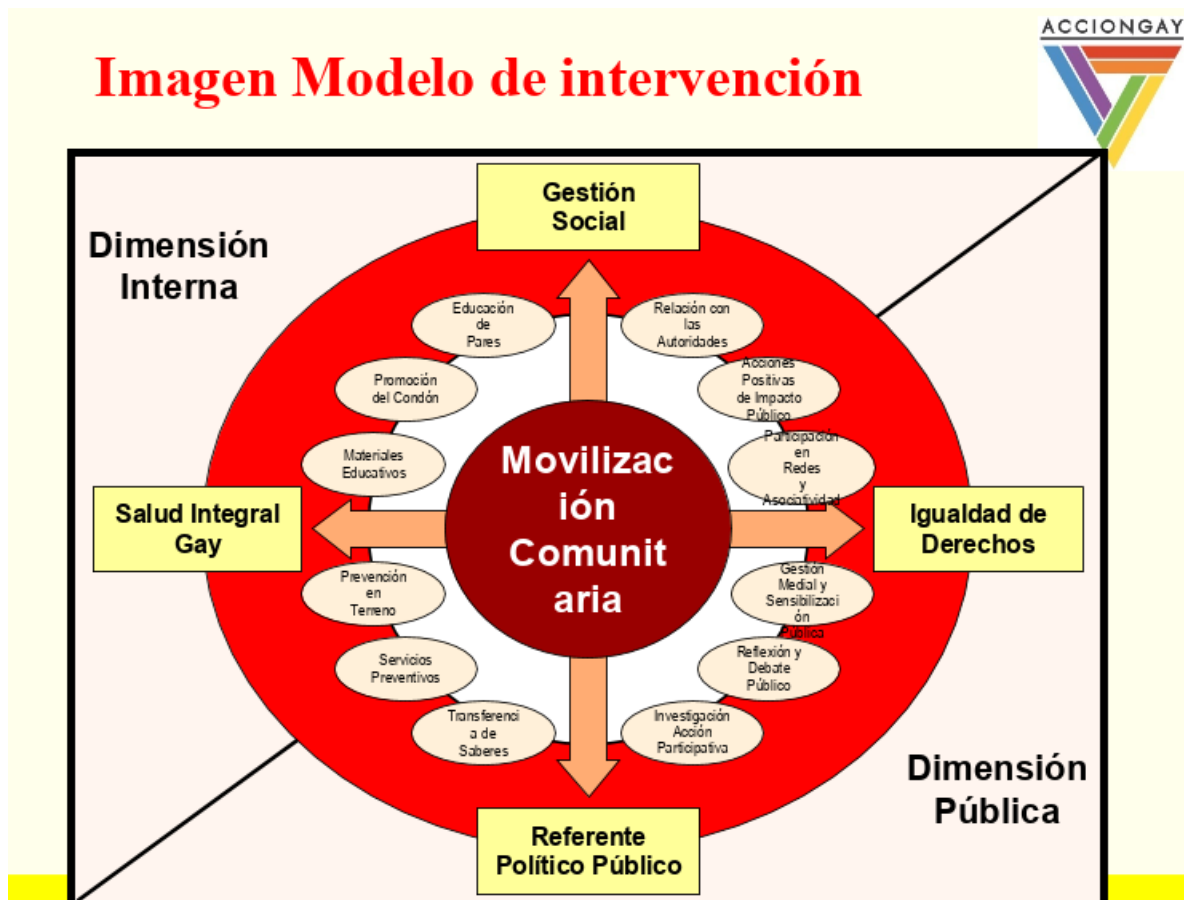 ACCIONGAY
Imagen Modelo de intervención
Gestión
Social
Dimensión
Interna
Educación
de
Pares
Relación con
las
Autoridades
Promoción
del Condón
Acciones
Positivas
de Impacto
Público
Materiales
Educativos
Participación
en
Redes
y
Asociatividad
Movilizac
ión
Comunit
aria
Salud Integral
Gay
Igualdad de
Derechos
Prevención
en
Terreno
Gestión
Medial y
Sensibilizaci
ón
Pública
Servicios
Preventivos
Reflexión y
Debate
Público
Transferenci
a de
Saberes
Investigación
Acción
Participativa
Dimensión
Pública
Referente
Político Público